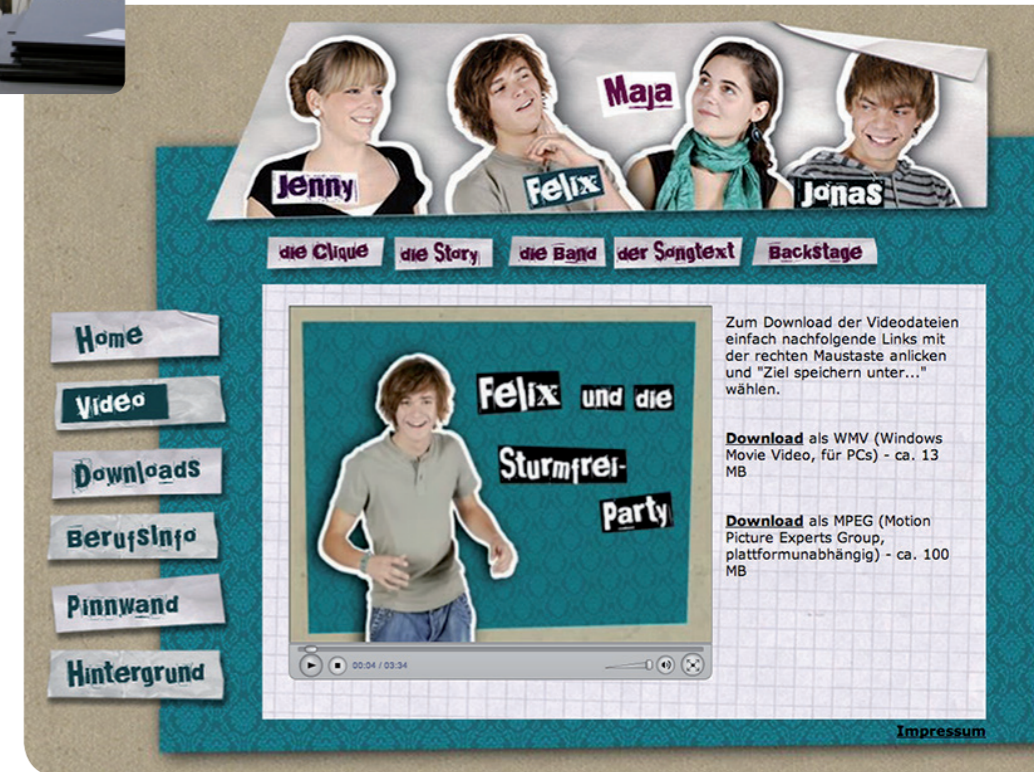 Maja
Jenny
Felix
Jonas
die Clique
die Story
die Band
der Songtext
Backstage
Home
Video
Downloads
BerufsInfo
Pinnwand
Hintergrund
Felix und die
Sturmfrei-
Party
00:04 / 03:34
Zum Download der Videodateien
einfach nachfolgende Links mit
der rechten Maustaste anlicken
und "Ziel speichern unter..."
wählen.
Download als WMV (Windows
Movie Video, für PCs) - ca. 13
MB
Download als MPEG (Motion
Picture Experts Group,
plattformunabhängig) - ca. 100
MB
Impressum